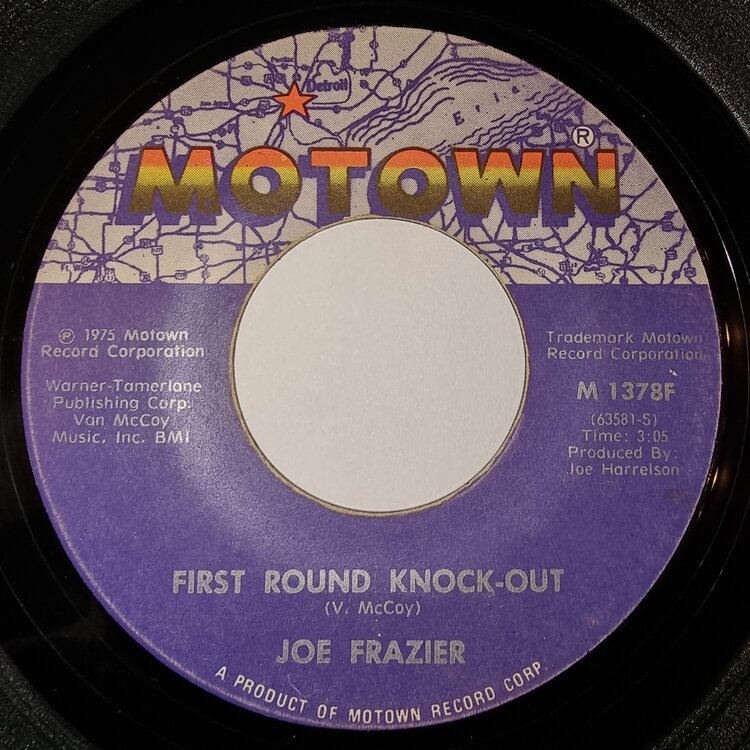 Detroit
Erie
MOTOWN®
℗ 1975 Motown
Record Corporation
Warner-Tamerlane
Publishing Corp.
Van McCoy
Music, Inc. BMI
Trademark Motown
Record Corporation
M 1378F
(63581-S)
Time: 3:05
Produced By:
Joe Harrelson
FIRST ROUND KNOCK-OUT
(V. McCoy)
JOE FRAZIER
A PRODUCT OF MOTOWN RECORD CORP.